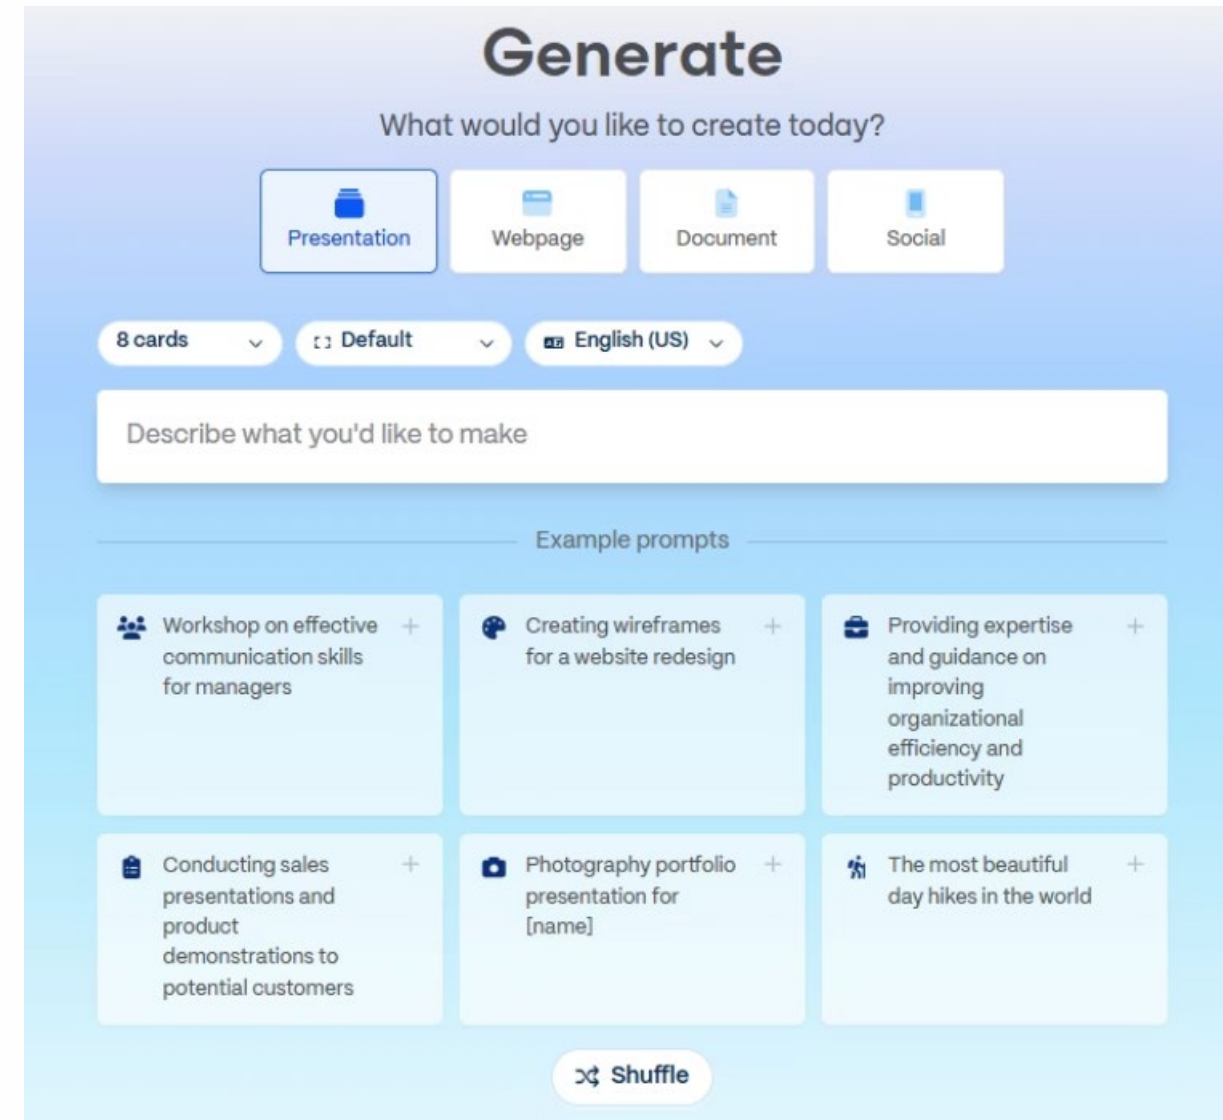 Generate
What would you like to create today?
Presentation
Webpage
Document
Social
8 cards
Default
English (US)
Describe what you'd like to make
Example prompts
Workshop on effective
communication skills
for managers
Creating wireframes
for a website redesign
Providing expertise
and guidance on
improving
organizational
efficiency and
productivity
Conducting sales
presentations and
product
demonstrations to
potential customers
Photography portfolio
presentation for
[name]
The most beautiful
day hikes in the world
Shuffle